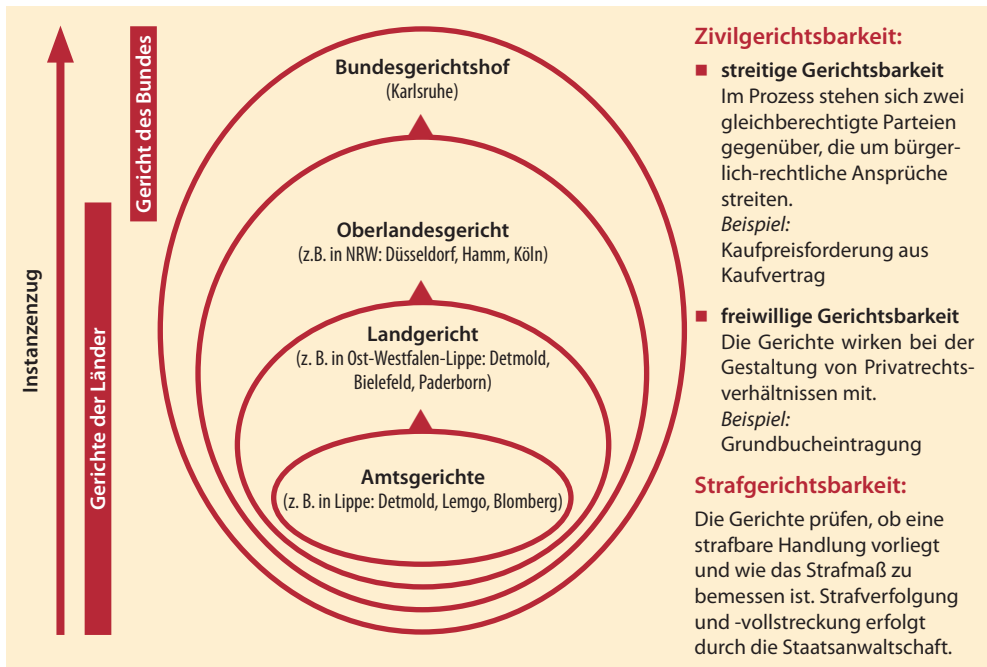 Instanzenzug
Gerichte der Länder
Gericht des Bundes
Bundesgerichtshof
(Karlsruhe)
Oberlandesgericht
(z.B. in NRW: Düsseldorf, Hamm, Köln)
Landgericht
(z. B. in Ost-Westfalen-Lippe: Detmold,
Bielefeld, Paderborn)
Amtsgerichte
(z. B. in Lippe: Detmold, Lemgo, Blomberg)
Zivilgerichtsbarkeit:
■ streitige Gerichtsbarkeit
Im Prozess stehen sich zwei
gleichberechtigte Parteien
gegenüber, die um bürger-
lich-rechtliche Ansprüche
streiten.
Beispiel:
Kaufpreisforderung aus
Kaufvertrag
■ freiwillige Gerichtsbarkeit
Die Gerichte wirken bei der
Gestaltung von Privatrechts-
verhältnissen mit.
Beispiel:
Grundbucheintragung
Strafgerichtsbarkeit:
Die Gerichte prüfen, ob eine
strafbare Handlung vorliegt
und wie das Strafmaß zu
bemessen ist. Strafverfolgung
und -vollstreckung erfolgt
durch die Staatsanwaltschaft.